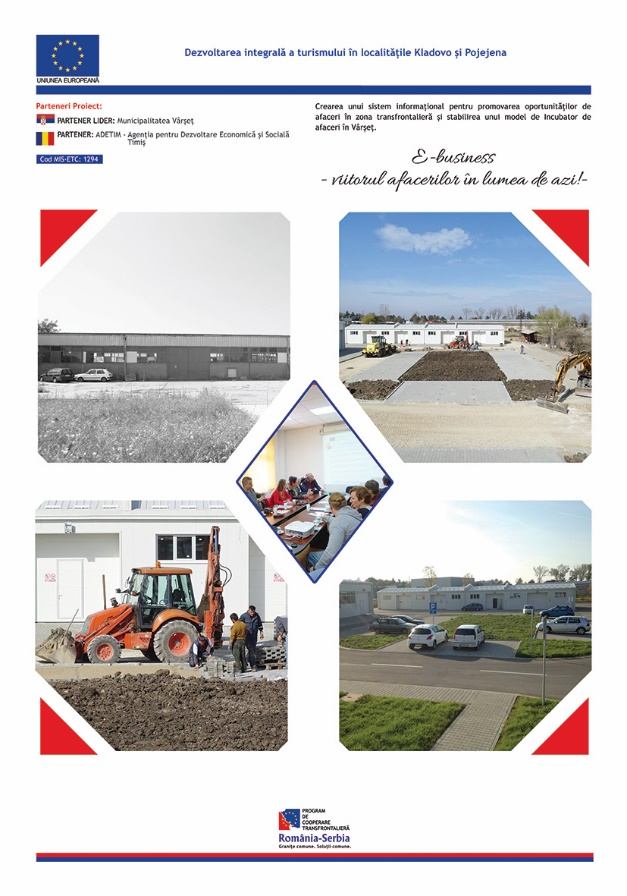 Dezvoltarea integrală a turismului în localitățile Kladovo și Pojejena
UNIUNEA EUROPEANĂ
Parteneri Proiect:
PARTENER LIDER: Municipalitatea Vârșeț
PARTENER: ADETIM - Agenția pentru Dezvoltare Economică și Socială
Timiș
Cod MIS-ETC: 1294
Crearea unui sistem informațional pentru promovarea oportunităților de
afaceri în zona transfrontalieră și stabilirea unui model de Incubator de
afaceri în Vârșeț.
E-business
- viitorul afacerilor în lumea de azi!-
PROGRAM
DE
COOPERARE
TRANSFRONTALIERĂ
România-Serbia
Granițe comune. Soluții comune.